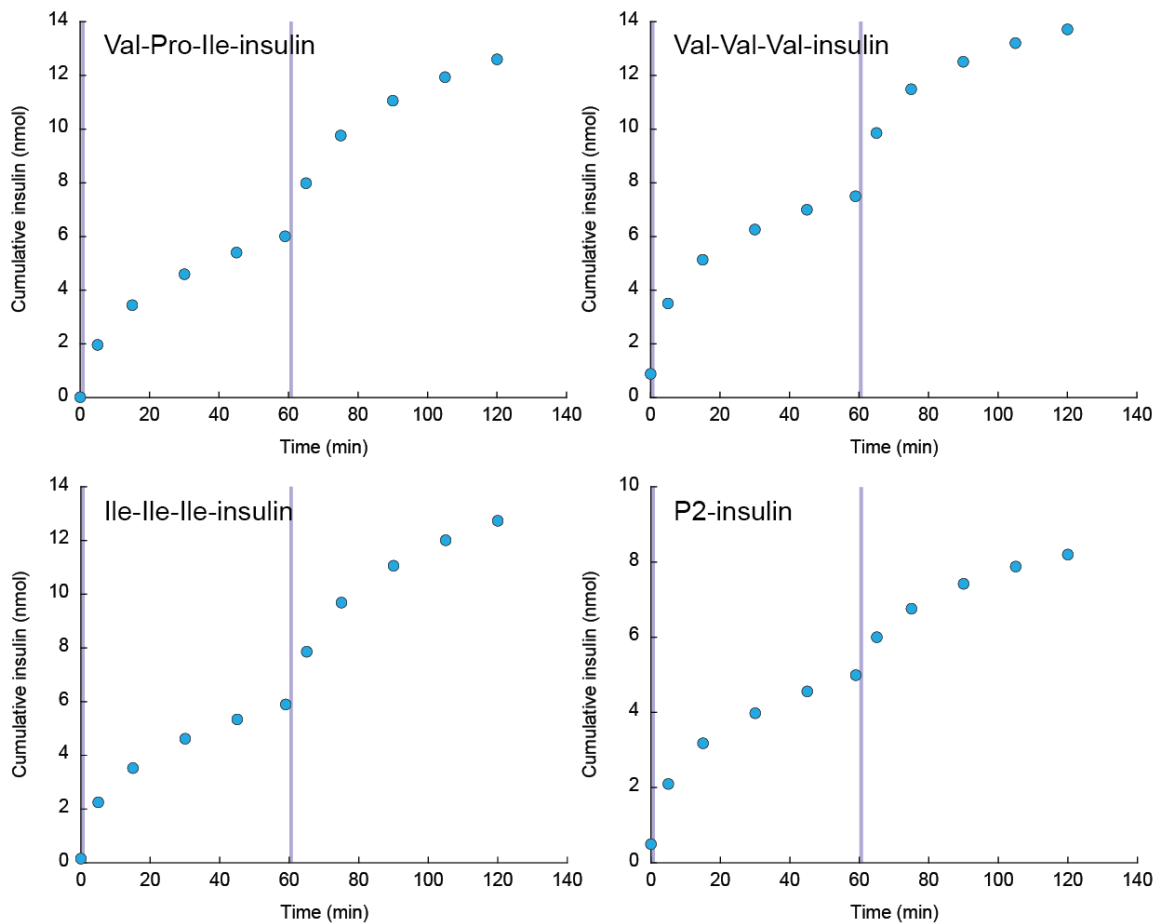 Val-Pro-Ile-insulin
Cumulative insulin (nmol)
14
12
10
8
6
4
2
0
0 20 40 60 80 100 120 140
Time (min)
Val-Val-Val-insulin
Cumulative insulin (nmol)
14
12
10
8
6
4
2
0
0 20 40 60 80 100 120 140
Time (min)
Ile-Ile-Ile-insulin
Cumulative insulin (nmol)
14
12
10
8
6
4
2
0
0 20 40 60 80 100 120 140
Time (min)
P2-insulin
Cumulative insulin (nmol)
10
8
6
4
2
0
0 20 40 60 80 100 120 140
Time (min)